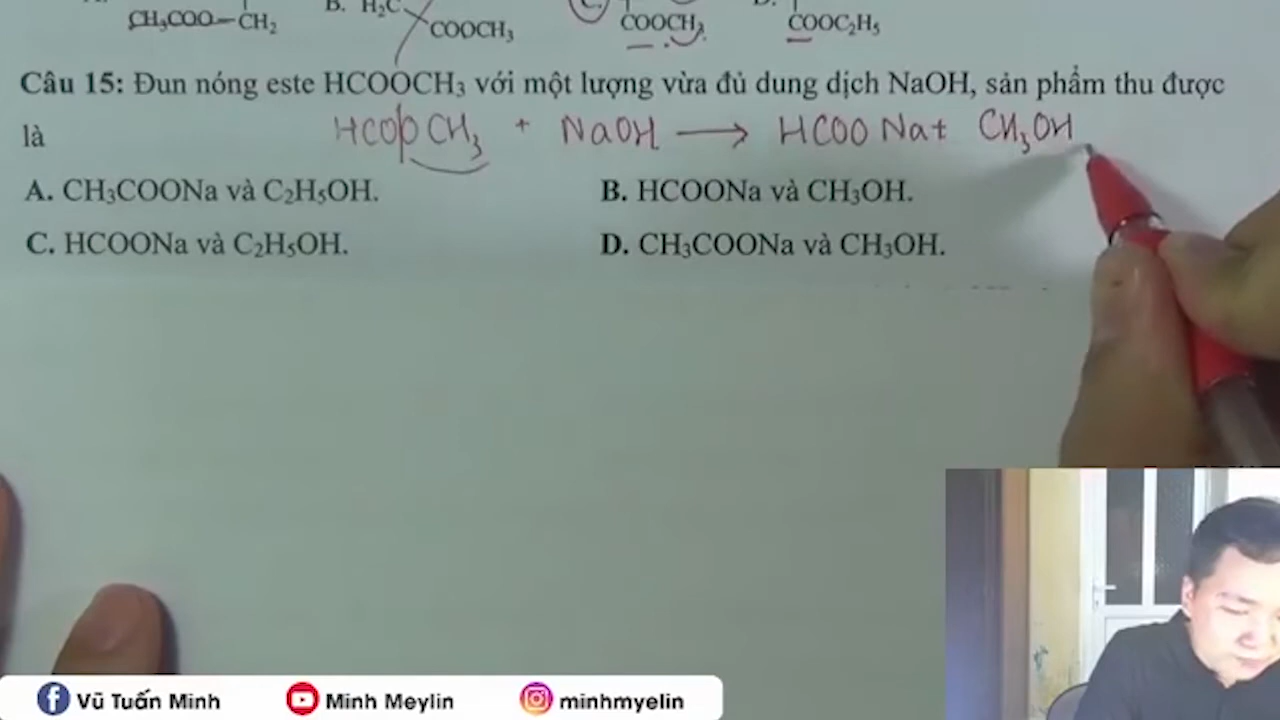 CH₃COO–CH₂
B. H₂C
COOCH₃
C.
COOCH₃
COOC₂H₅
Câu 15: Đun nóng este HCOOCH₃ với một lượng vừa đủ dung dịch NaOH, sản phẩm thu được
là
HCOOCH₃ + NaOH → HCOONa + CH₃OH
A. CH₃COONa và C₂H₅OH.
B. HCOONa và CH₃OH.
C. HCOONa và C₂H₅OH.
D. CH₃COONa và CH₃OH.
Vũ Tuấn Minh
Minh Meylin
minhmyelin